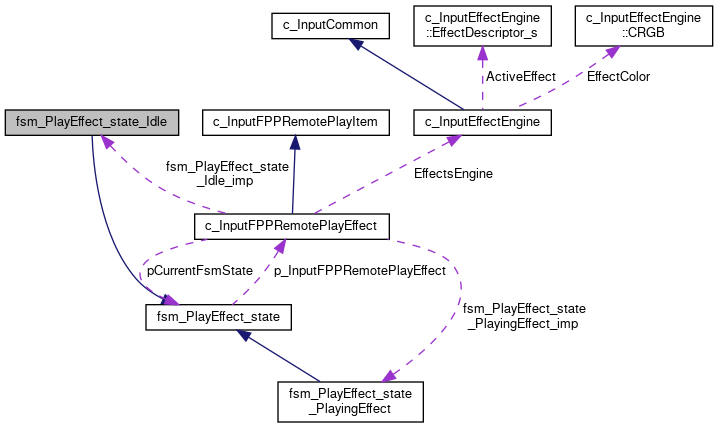 c_InputCommon
c_InputEffectEngine
::EffectDescriptor_s
c_InputEffectEngine
::CRGB
ActiveEffect
EffectColor
fsm_PlayEffect_state_Idle
c_InputFPPRemotePlayItem
c_InputEffectEngine
fsm_PlayEffect_state
_Idle_imp
EffectsEngine
c_InputFPPRemotePlayEffect
pCurrentFsmState
p_InputFPPRemotePlayEffect
fsm_PlayEffect_state
_PlayingEffect_imp
fsm_PlayEffect_state
fsm_PlayEffect_state
_PlayingEffect